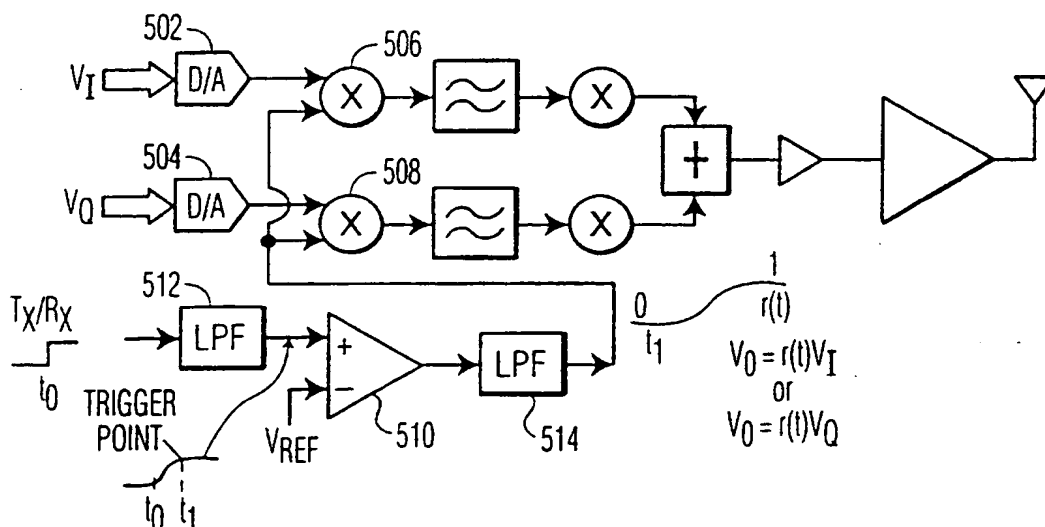 502
506
V_I
D/A
X
X
504
508
+
V_Q
D/A
X
X
512
0
1
T_X/R_X
LPF
+
LPF
t_1
r(t)
t_0
−
V_0 = r(t)V_I
TRIGGER
or
POINT
V_REF
510
514
V_0 = r(t)V_Q
t_0
t_1